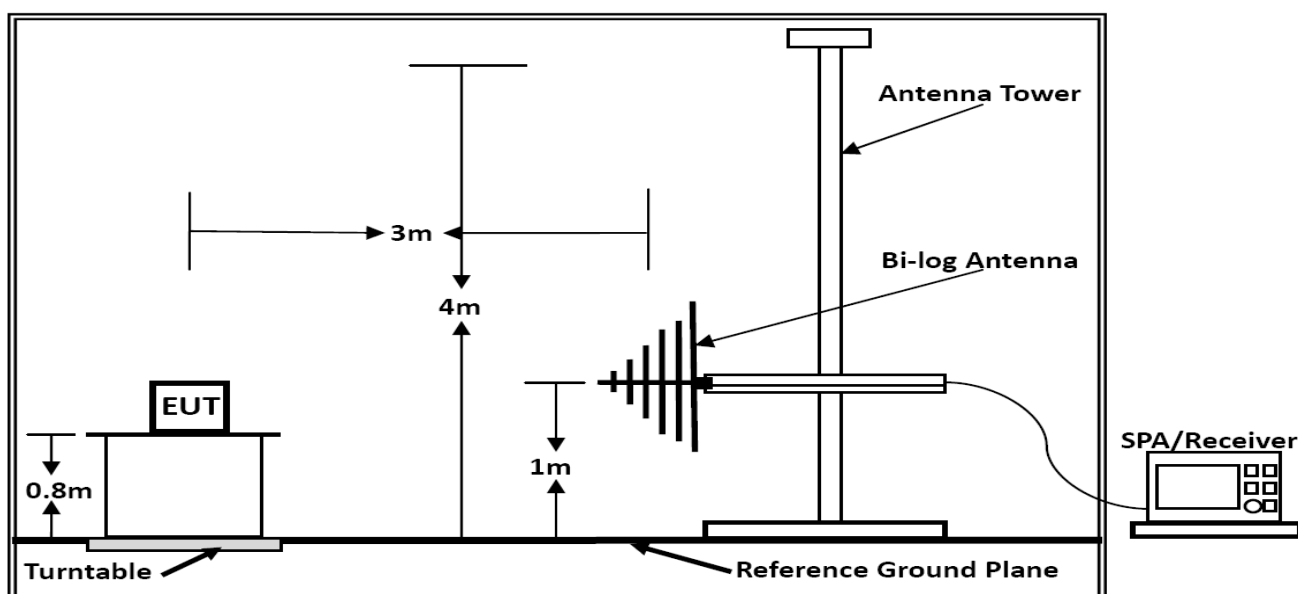 Antenna Tower
3m
Bi-log Antenna
4m
EUT
SPA/Receiver
1m
0.8m
Turntable
Reference Ground Plane